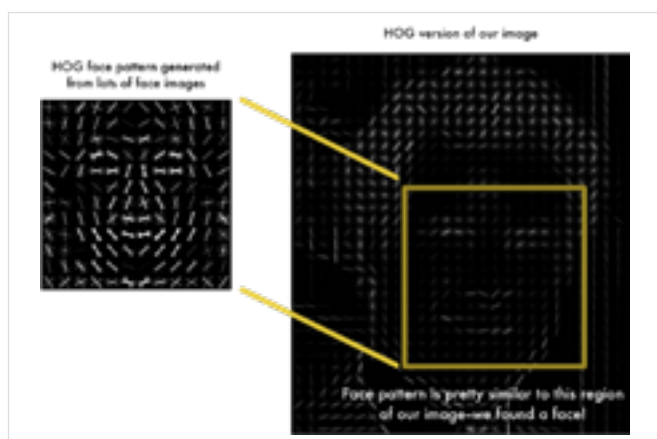 HOG version of our image
HOG face pattern generated
from lots of face images
Face pattern is pretty similar to this region
of our image-we found a face!